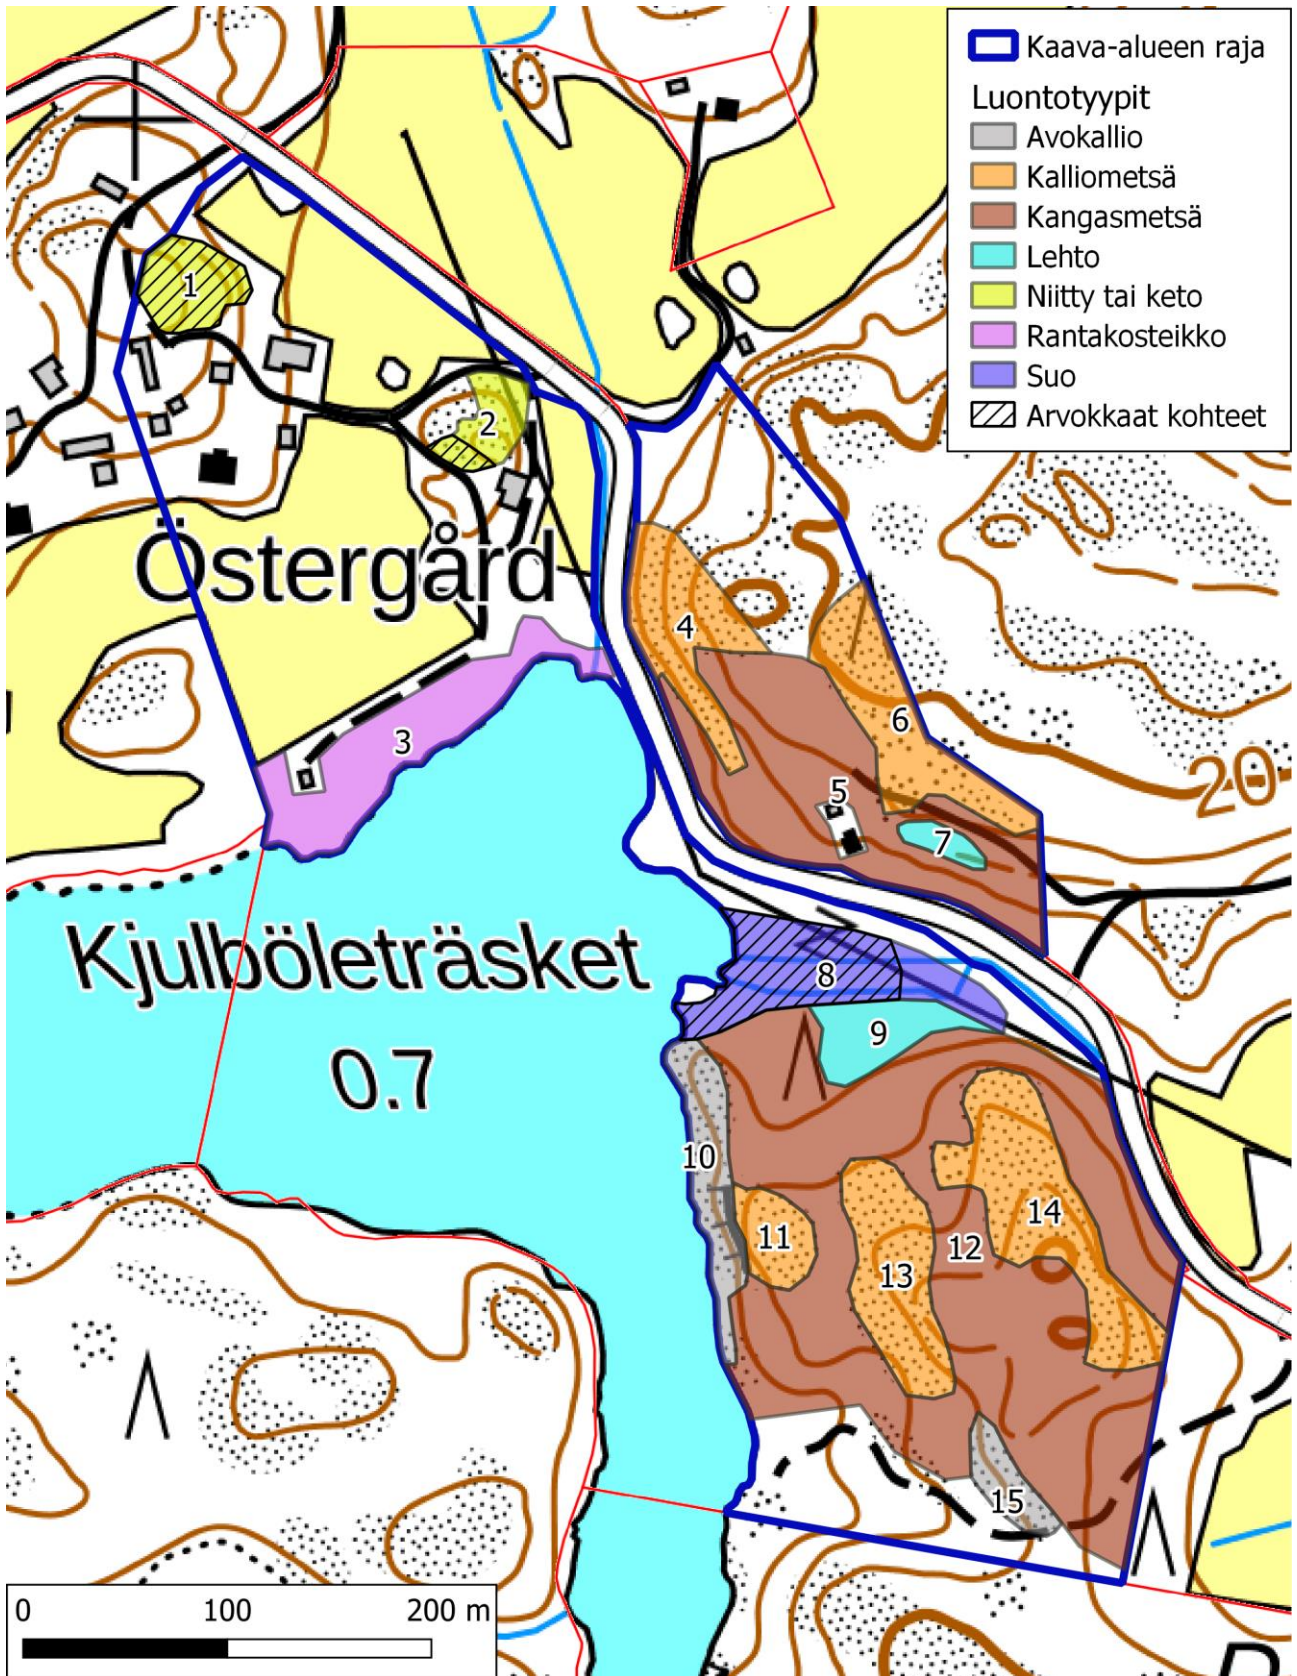 Kaava-alueen raja
Luontotyypit
Avokallio
Kalliometsä
Kangasmetsä
Lehto
Niitty tai keto
Rantakosteikko
Suo
Arvokkaat kohteet
1
2
Östergård
4
3
6
20
5
7
Kjulböleträsket
8
9
0.7
10
11
12
14
13
15
0 100 200 m